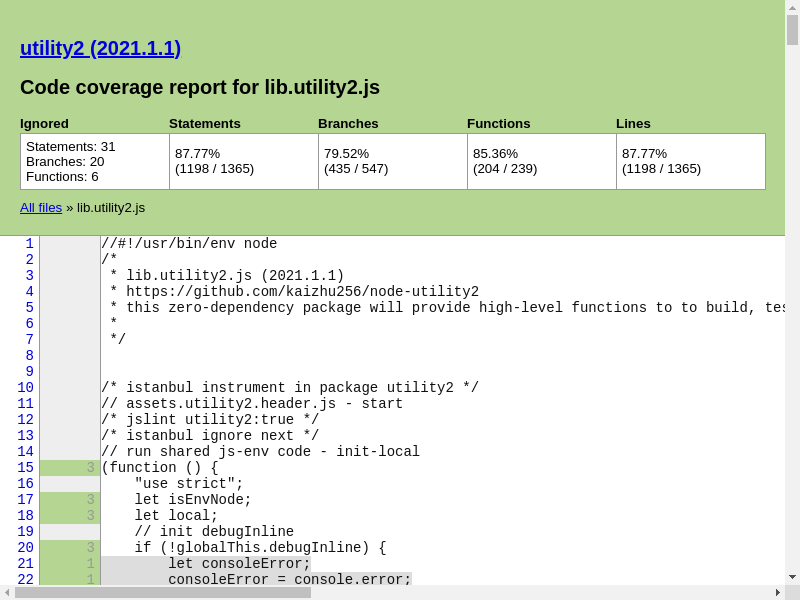 utility2 (2021.1.1)
Code coverage report for lib.utility2.js
Ignored Statements Branches Functions Lines
Statements: 31
Branches: 20
Functions: 6
87.77%
(1198 / 1365)
79.52%
(435 / 547)
85.36%
(204 / 239)
87.77%
(1198 / 1365)
All files » lib.utility2.js
1 //#!/usr/bin/env node
2 /*
3  * lib.utility2.js (2021.1.1)
4  * https://github.com/kaizhu256/node-utility2
5  * this zero-dependency package will provide high-level functions to to build, tes
6  *
7  */
8
9
10 /* istanbul instrument in package utility2 */
11 // assets.utility2.header.js - start
12 /* jslint utility2:true */
13 /* istanbul ignore next */
14 // run shared js-env code - init-local
15 3 (function () {
16     "use strict";
17 3     let isEnvNode;
18 3     let local;
19     // init debugInline
20 3     if (!globalThis.debugInline) {
21 1         let consoleError;
22 1         consoleError = console.error;